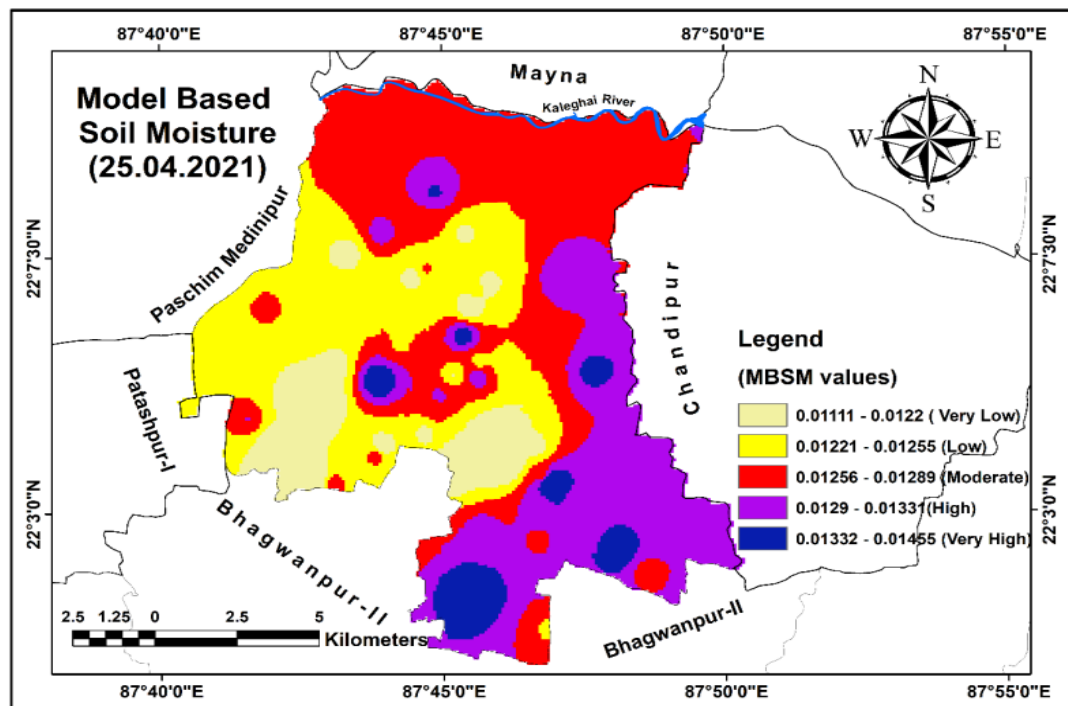 87°40'0"E 87°45'0"E 87°50'0"E 87°55'0"E
Model Based
Soil Moisture
(25.04.2021)
Mayna
Kaleghai River
N
W E
S
Paschim Medinipur
22°7'30"N
22°7'30"N
Chandipur
Patashpur-I
Legend
(MBSM values)
0.01111 - 0.0122 ( Very Low)
0.01221 - 0.01255 (Low)
0.01256 - 0.01289 (Moderate)
0.0129 - 0.01331(High)
0.01332 - 0.01455 (Very High)
22°3'0"N
22°3'0"N
Bhagwanpur-II
Bhagwanpur-II
2.5 1.25 0 2.5 5
Kilometers
87°40'0"E 87°45'0"E 87°50'0"E 87°55'0"E